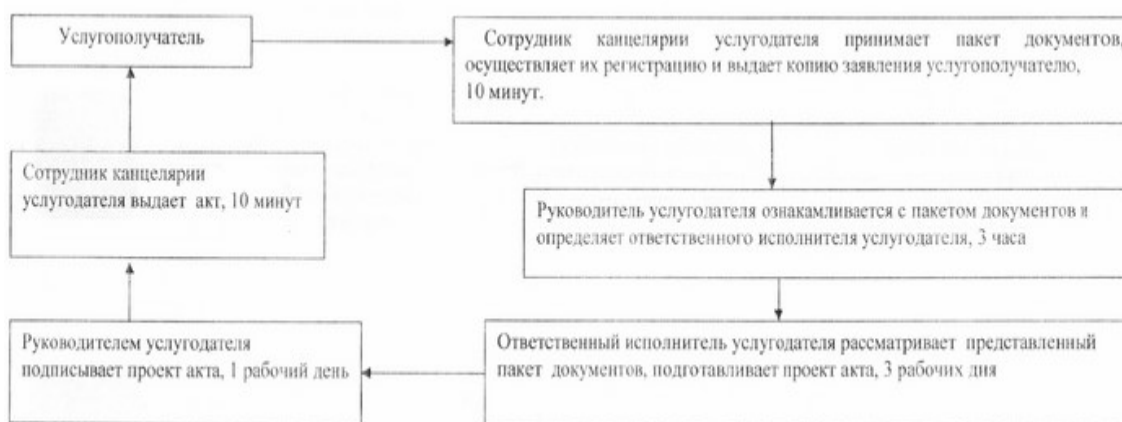 Услугополучатель
Сотрудник канцелярии услугодателя принимает пакет документов,
осуществляет их регистрацию и выдает копию заявления услугополучателю,
10 минут.
Руководитель услугодателя ознакамливается с пакетом документов и
определяет ответственного исполнителя услугодателя, 3 часа
Ответственный исполнитель услугодателя рассматривает представленный
пакет документов, подготавливает проект акта, 3 рабочих дня
Руководителем услугодателя
подписывает проект акта, 1 рабочий день
Сотрудник канцелярии
услугодателя выдает акт, 10 минут